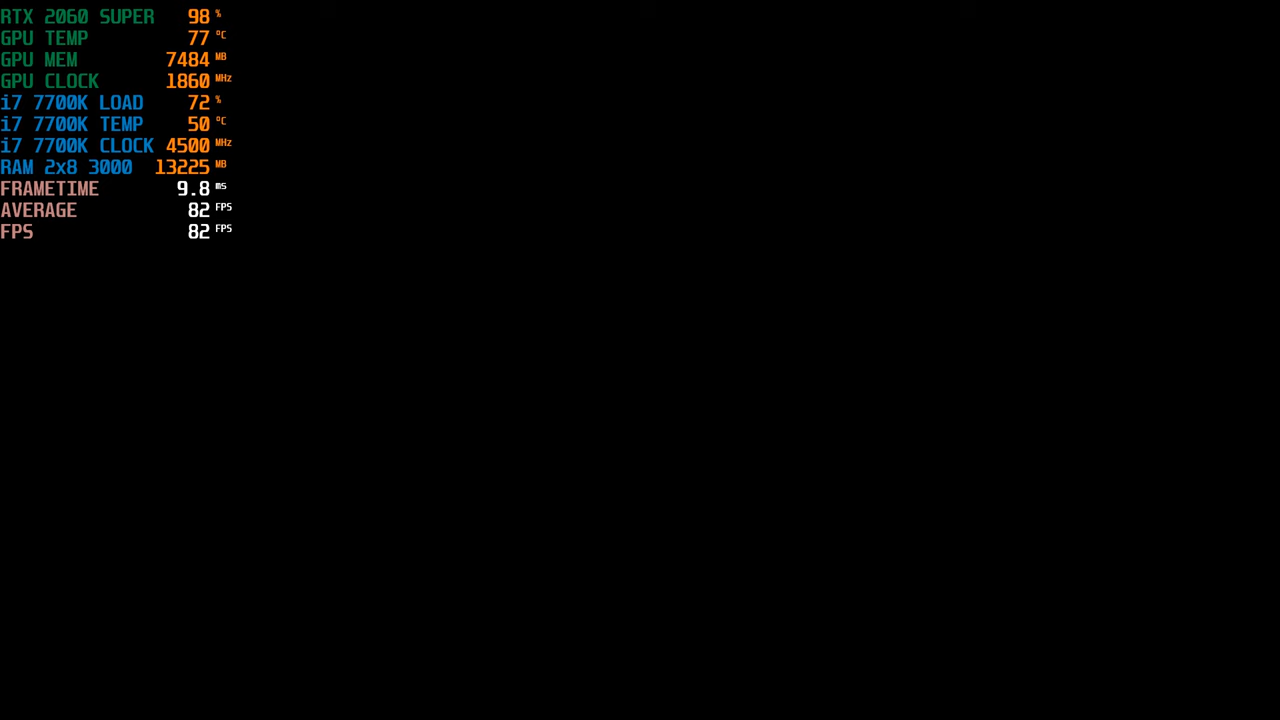 RTX 2060 SUPER 98 %
GPU TEMP 77 °C
GPU MEM 7484 MB
GPU CLOCK 1860 MHz
i7 7700K LOAD 72 %
i7 7700K TEMP 50 °C
i7 7700K CLOCK 4500 MHz
RAM 2x8 3000 13225 MB
FRAMETIME 9.8 ms
AVERAGE 82 FPS
FPS 82 FPS